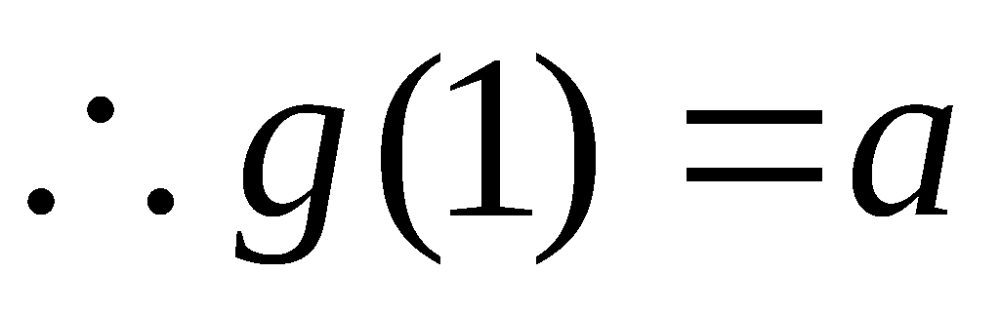 ∴ g(1) = a